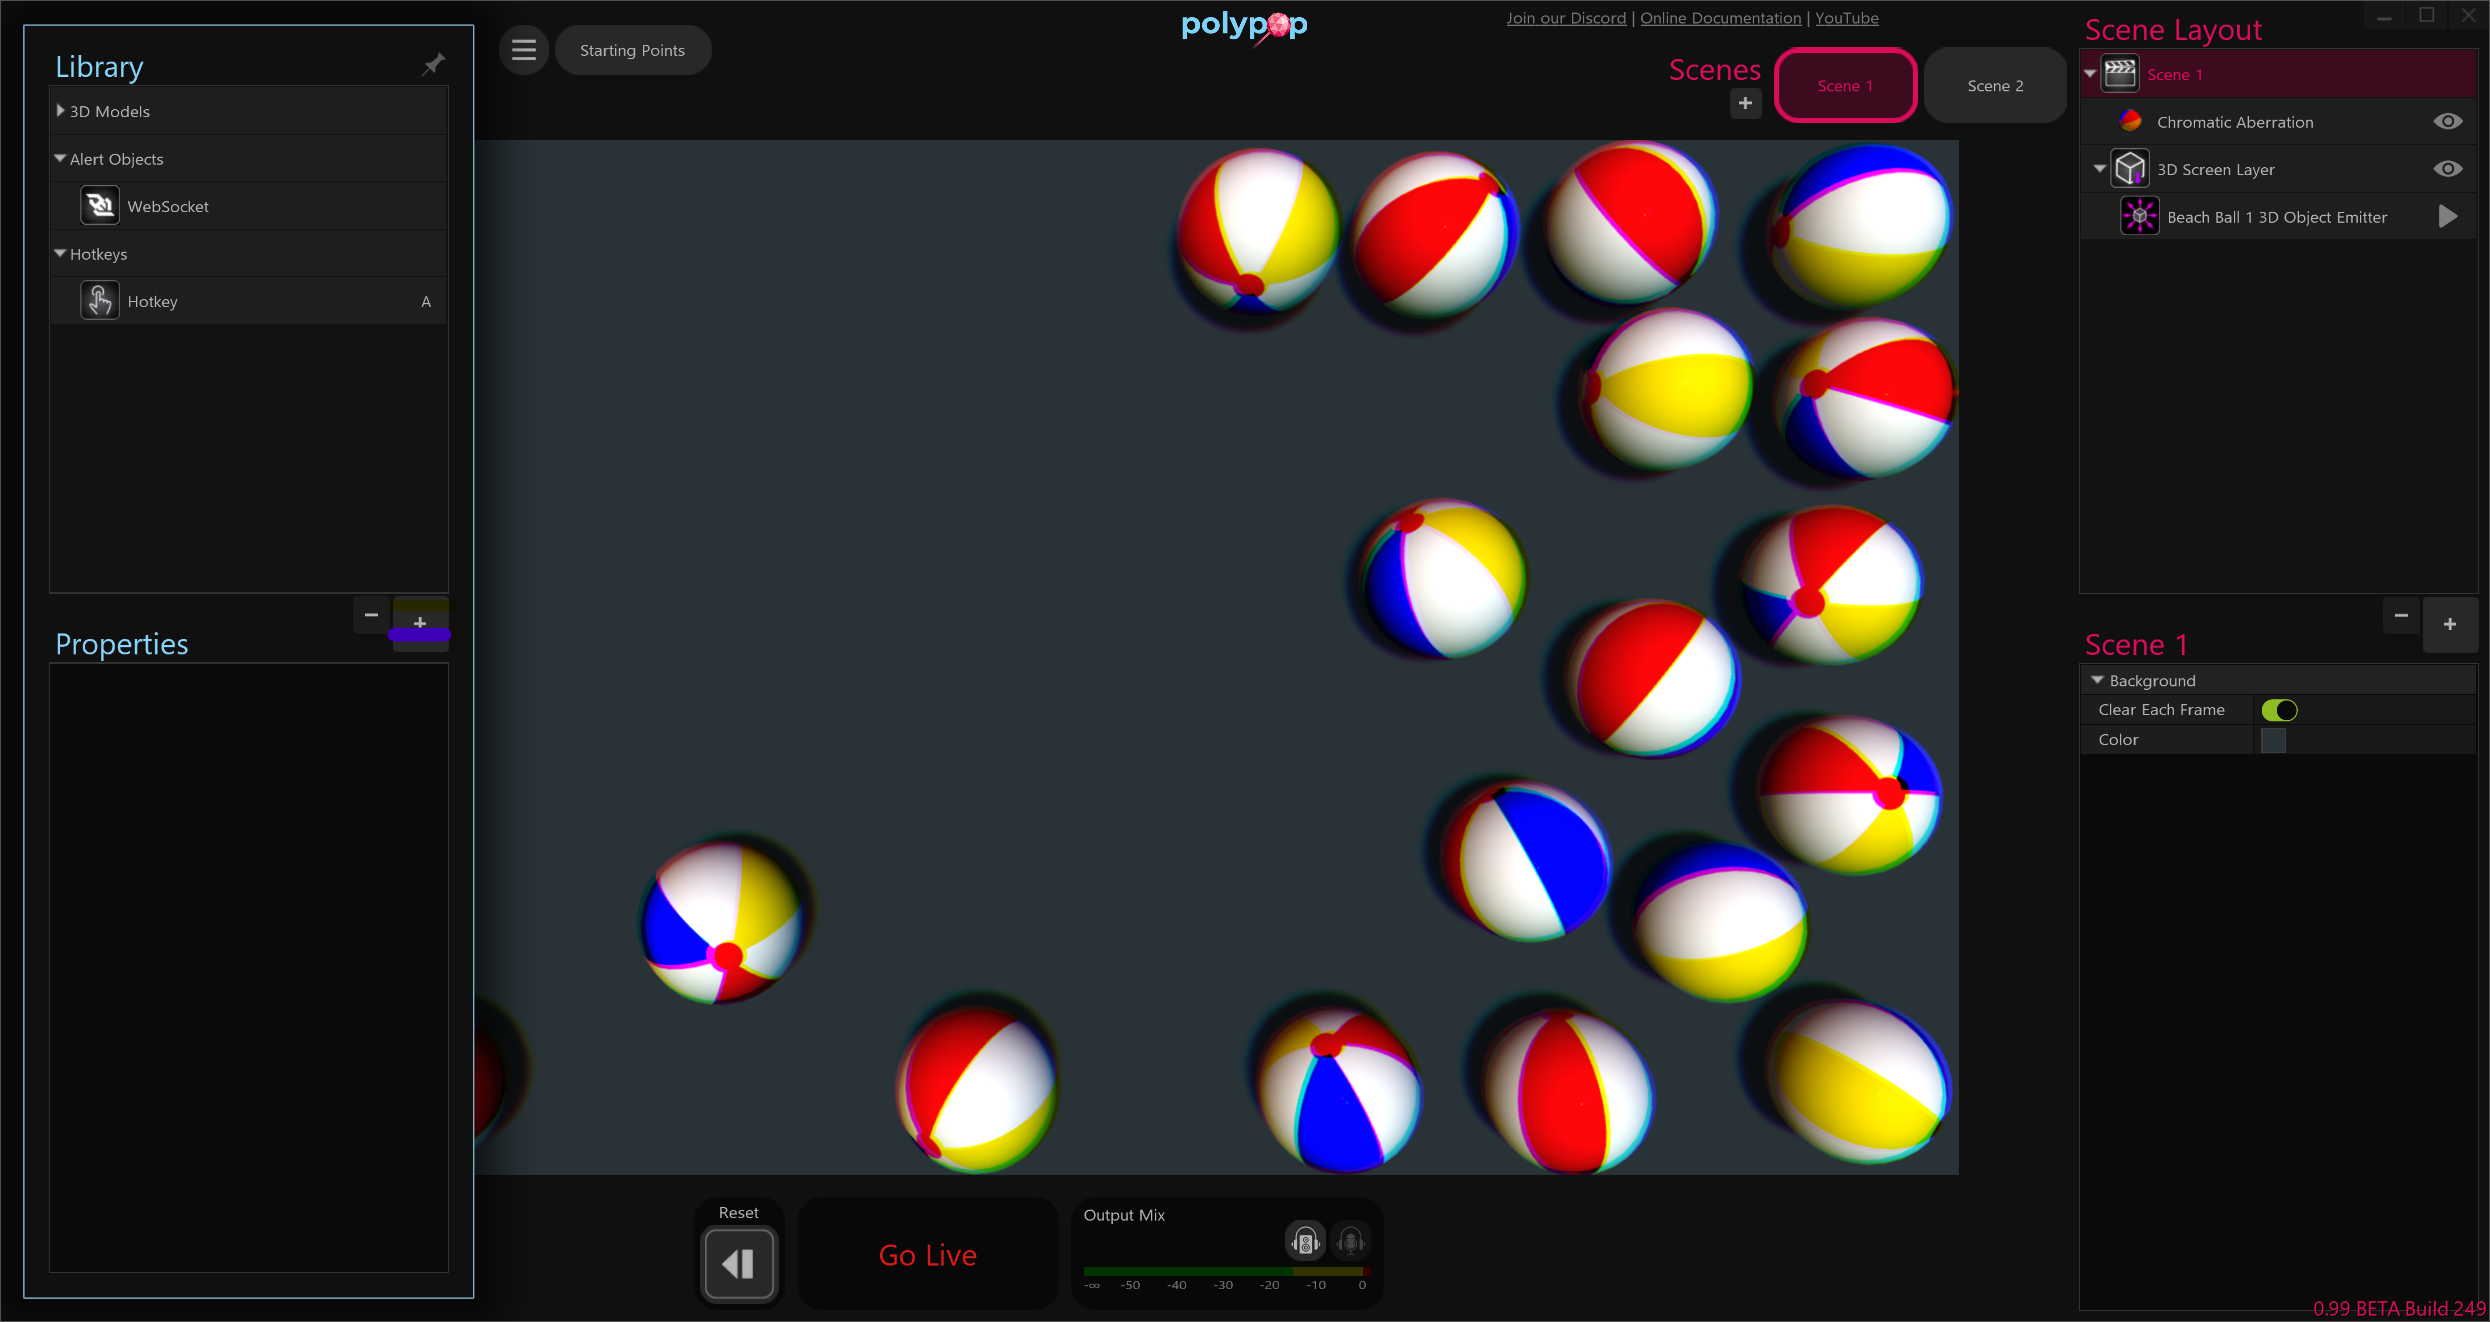 polypop
Join our Discord | Online Documentation | YouTube
Library
Starting Points
Scenes
Scene 1
Scene 2
Scene Layout
3D Models
Alert Objects
WebSocket
Hotkeys
Hotkey A
Scene 1
Chromatic Aberration
3D Screen Layer
Beach Ball 1 3D Object Emitter
− +
Properties
− +
Scene 1
Background
Clear Each Frame
Color
Reset
Go Live
Output Mix
-∞ -50 -40 -30 -20 -10 0
0.99 BETA Build 249